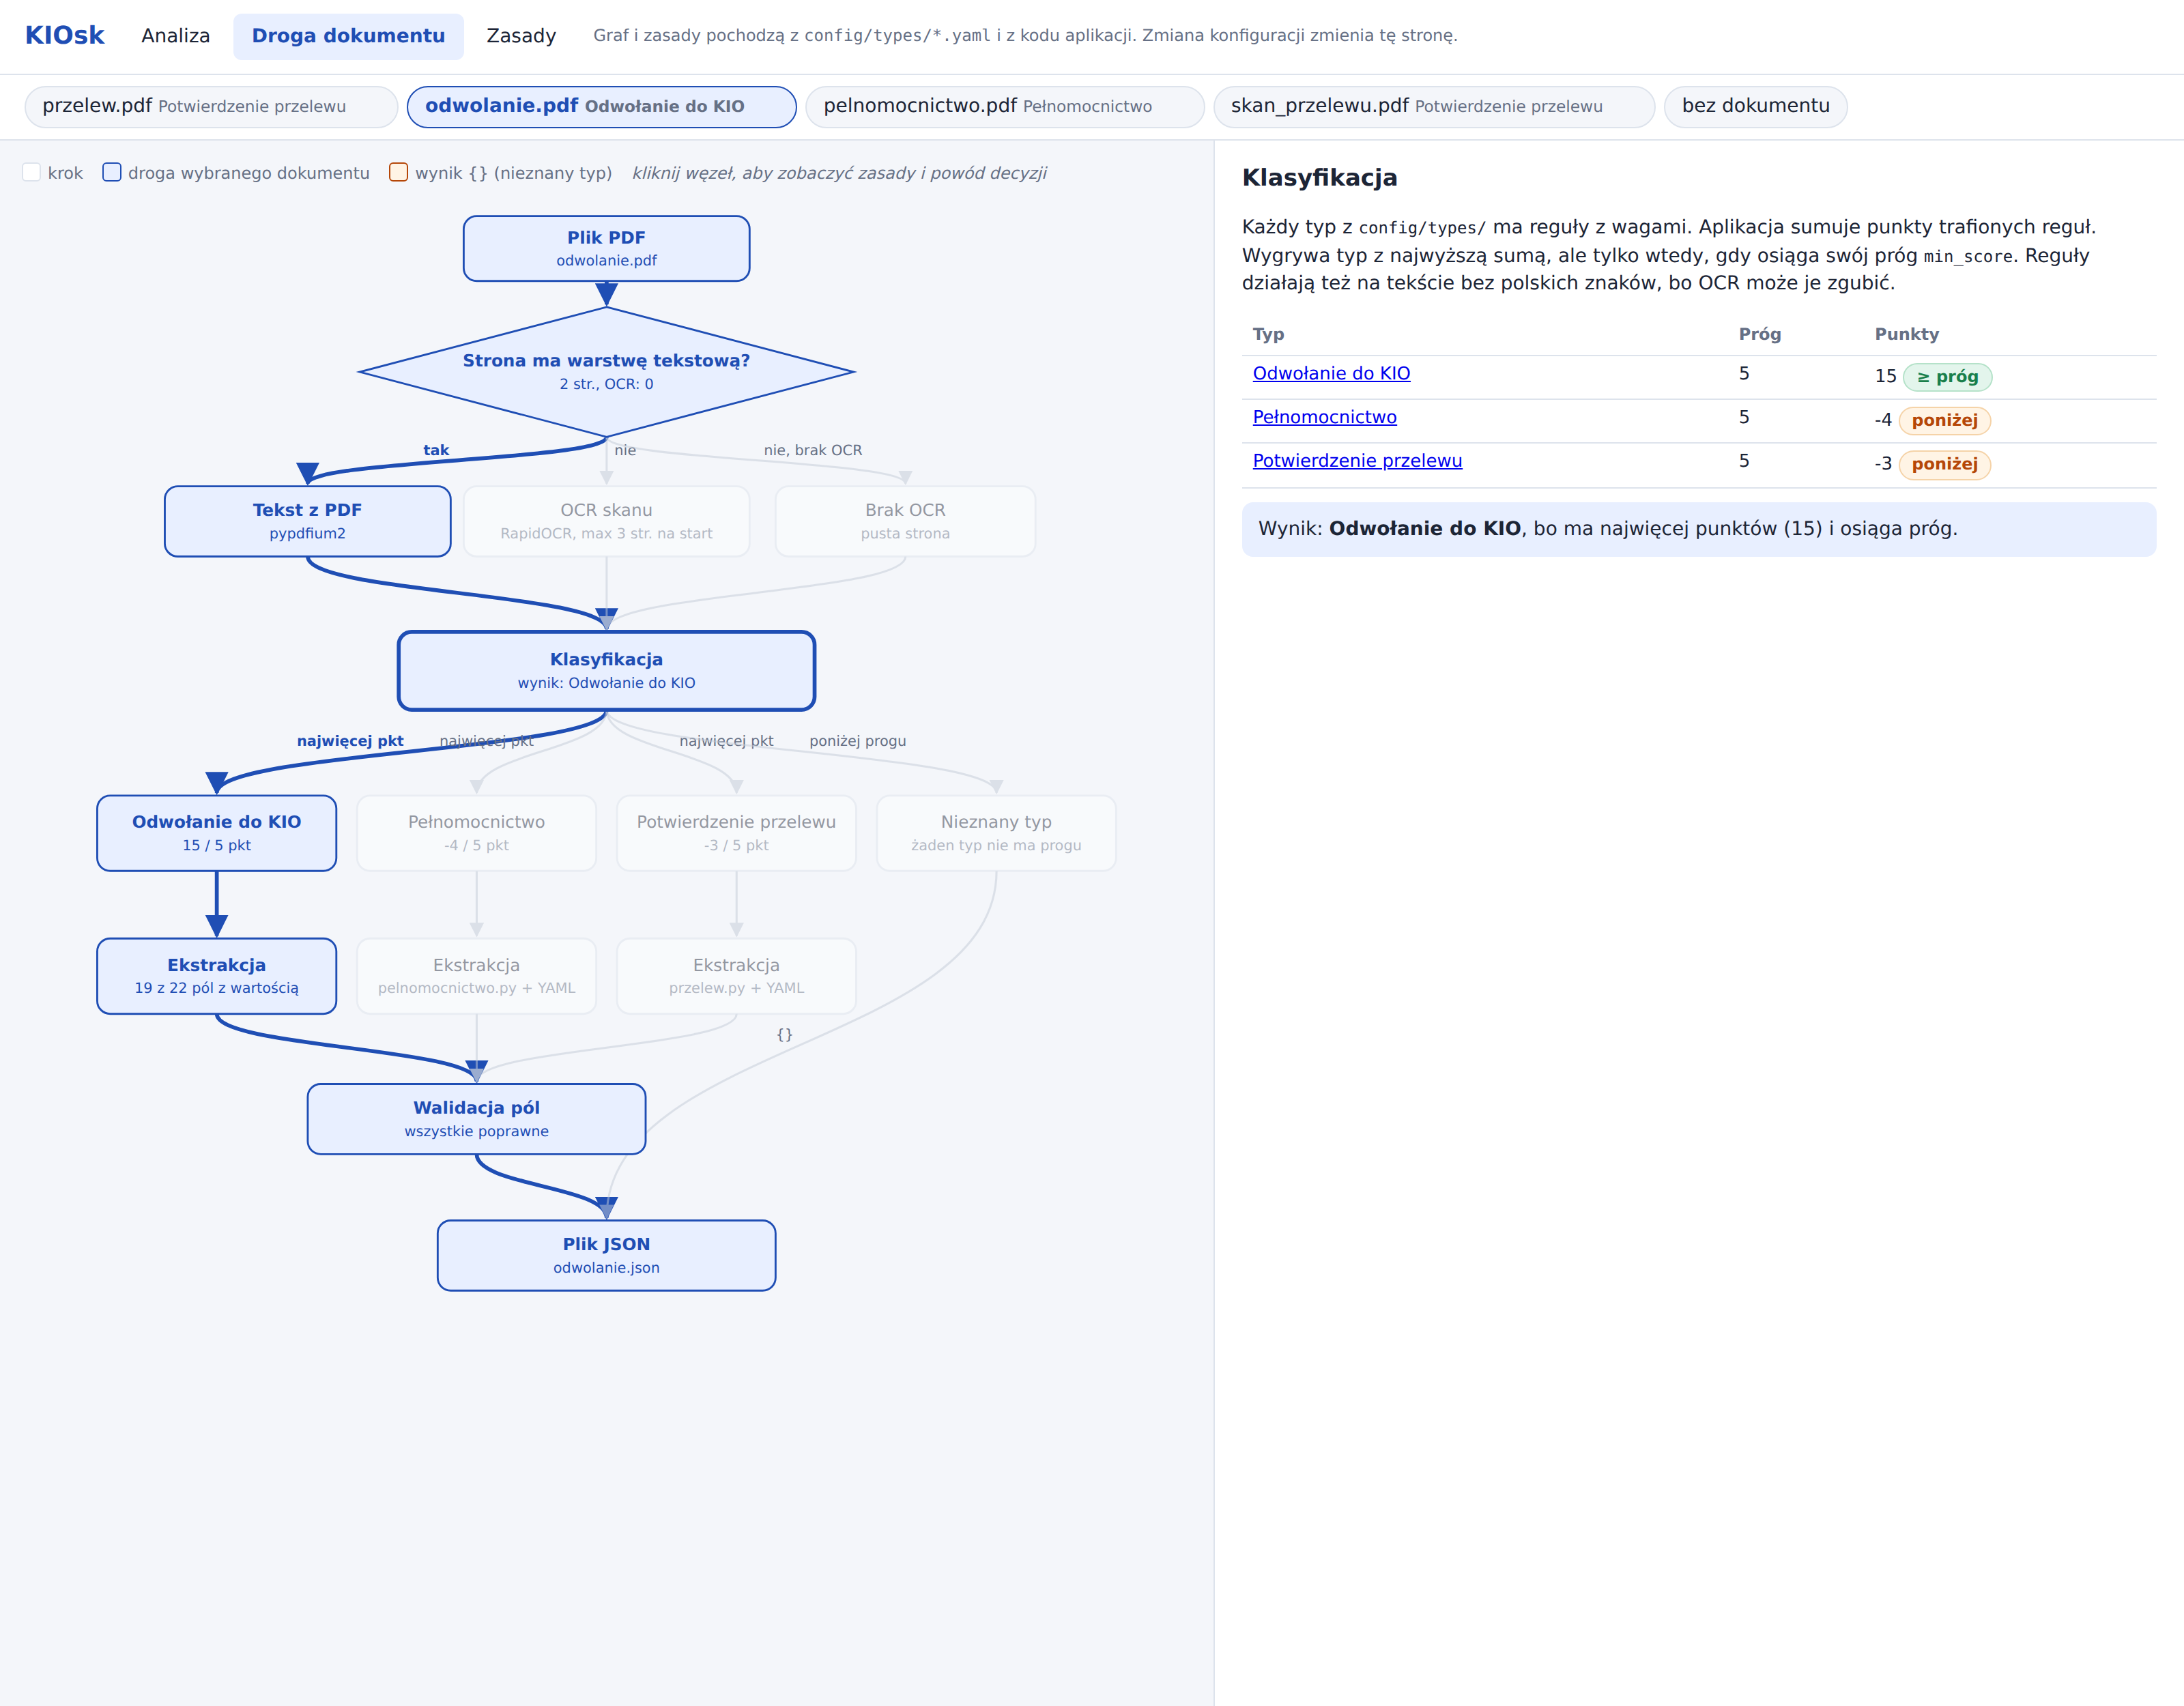 KIOsk Analiza Droga dokumentu Zasady Graf i zasady pochodzą z config/types/*.yaml i z kodu aplikacji. Zmiana konfiguracji zmienia tę stronę.
przelew.pdf Potwierdzenie przelewu odwolanie.pdf Odwołanie do KIO pelnomocnictwo.pdf Pełnomocnictwo skan_przelewu.pdf Potwierdzenie przelewu bez dokumentu
krok droga wybranego dokumentu wynik {} (nieznany typ) kliknij węzeł, aby zobaczyć zasady i powód decyzji
Plik PDF
odwolanie.pdf
Strona ma warstwę tekstową?
2 str., OCR: 0
tak nie nie, brak OCR
Tekst z PDF OCR skanu Brak OCR
pypdfium2 RapidOCR, max 3 str. na start pusta strona
Klasyfikacja
wynik: Odwołanie do KIO
najwięcej pkt najwięcej pkt najwięcej pkt poniżej progu
Odwołanie do KIO Pełnomocnictwo Potwierdzenie przelewu Nieznany typ
15 / 5 pkt -4 / 5 pkt -3 / 5 pkt żaden typ nie ma progu
Ekstrakcja Ekstrakcja Ekstrakcja
19 z 22 pól z wartością pelnomocnictwo.py + YAML przelew.py + YAML
{}
Walidacja pól
wszystkie poprawne
Plik JSON
odwolanie.json
Klasyfikacja
Każdy typ z config/types/ ma reguły z wagami. Aplikacja sumuje punkty trafionych reguł.
Wygrywa typ z najwyższą sumą, ale tylko wtedy, gdy osiąga swój próg min_score. Reguły
działają też na tekście bez polskich znaków, bo OCR może je zgubić.
Typ Próg Punkty
Odwołanie do KIO 5 15 ≥ próg
Pełnomocnictwo 5 -4 poniżej
Potwierdzenie przelewu 5 -3 poniżej
Wynik: Odwołanie do KIO, bo ma najwięcej punktów (15) i osiąga próg.